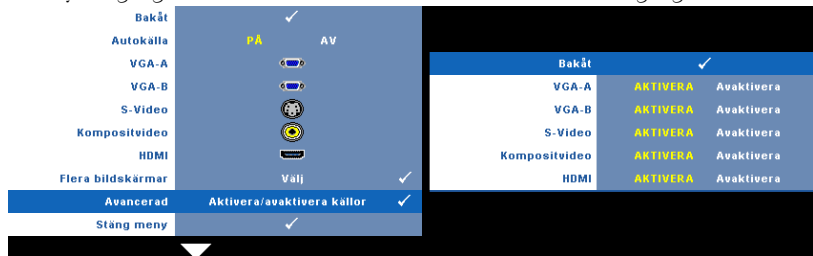 Bakåt
Autokälla PÅ AV
VGA-A
VGA-B
S-Video
Kompositvideo
HDMI
Flera bildskärmar Välj
Avancerad Aktivera/avaktivera källor
Stäng meny
Bakåt
VGA-A AKTIVERA Avaktivera
VGA-B AKTIVERA Avaktivera
S-Video AKTIVERA Avaktivera
Kompositvideo AKTIVERA Avaktivera
HDMI AKTIVERA Avaktivera